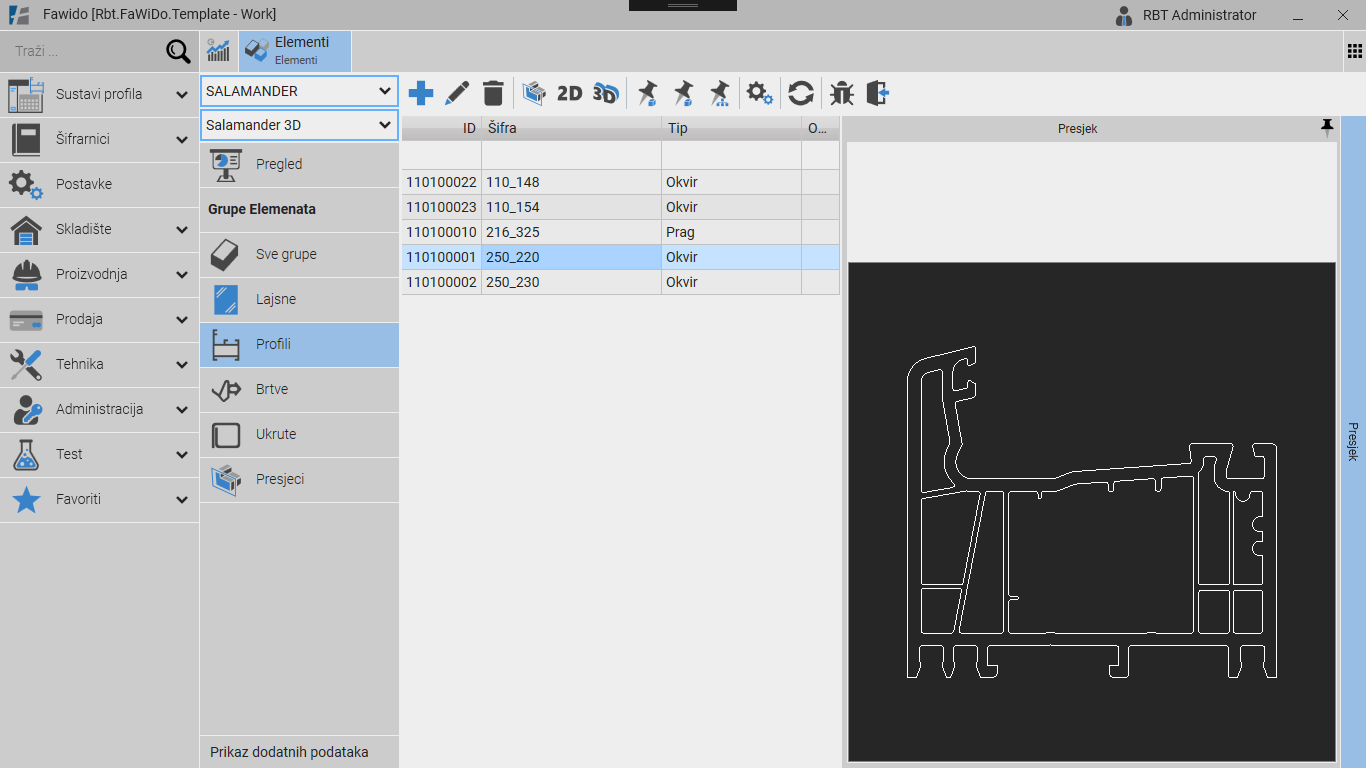 Fawido [Rbt.FaWiDo.Template - Work]
RBT Administrator
Traži ...
Elementi
Elementi
Sustavi profila
Šifrarnici
Postavke
Skladište
Proizvodnja
Prodaja
Tehnika
Administracija
Test
Favoriti
SALAMANDER
Salamander 3D
Pregled
Grupe Elemenata
Sve grupe
Lajsne
Profili
Brtve
Ukrute
Presjeci
Prikaz dodatnih podataka
2D
3D
ID Šifra Tip O...
110100022 110_148 Okvir
110100023 110_154 Okvir
110100010 216_325 Prag
110100001 250_220 Okvir
110100002 250_230 Okvir
Presjek
Presjek